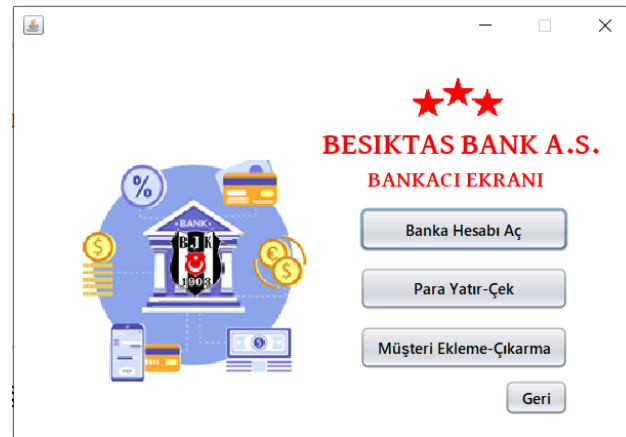 BESIKTAS BANK A.S.
BANKACI EKRANI
%
BANK
BJK
1903
$
€
$
$
Banka Hesabı Aç
Para Yatır-Çek
Müşteri Ekleme-Çıkarma
Geri